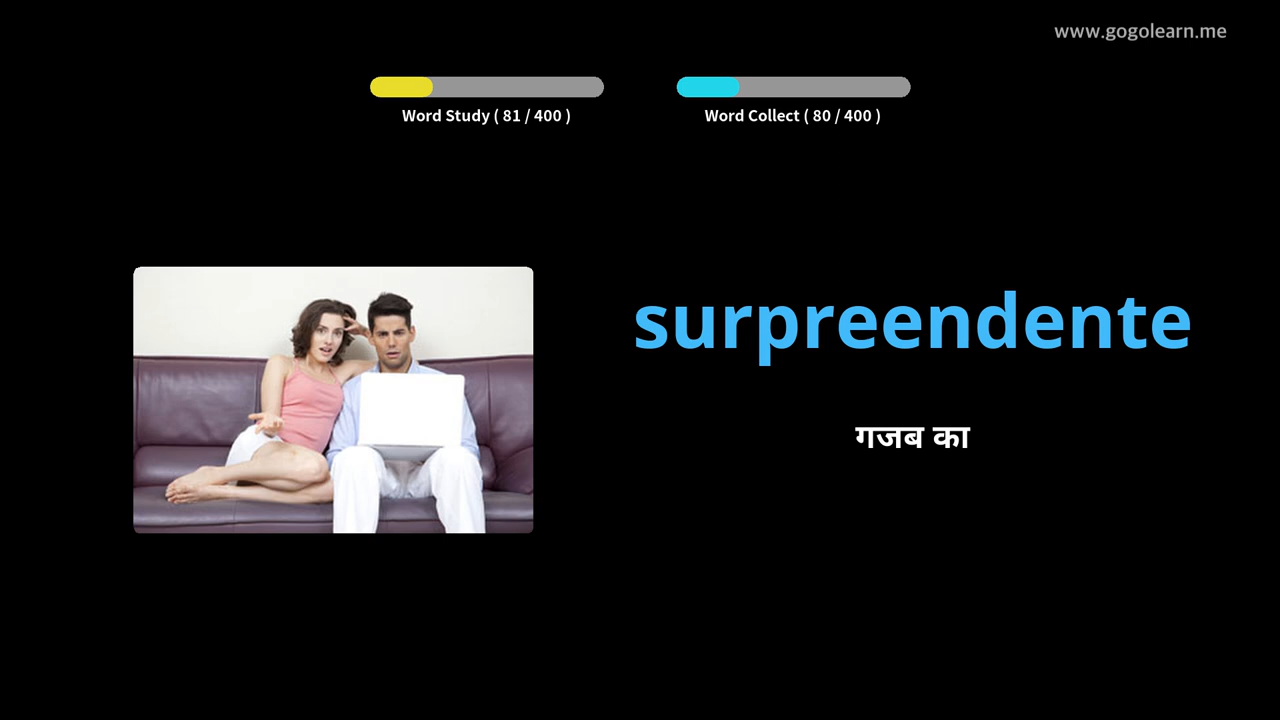 www.gogolearn.me
Word Study ( 81 / 400 )
Word Collect ( 80 / 400 )
surpreendente
गजब का